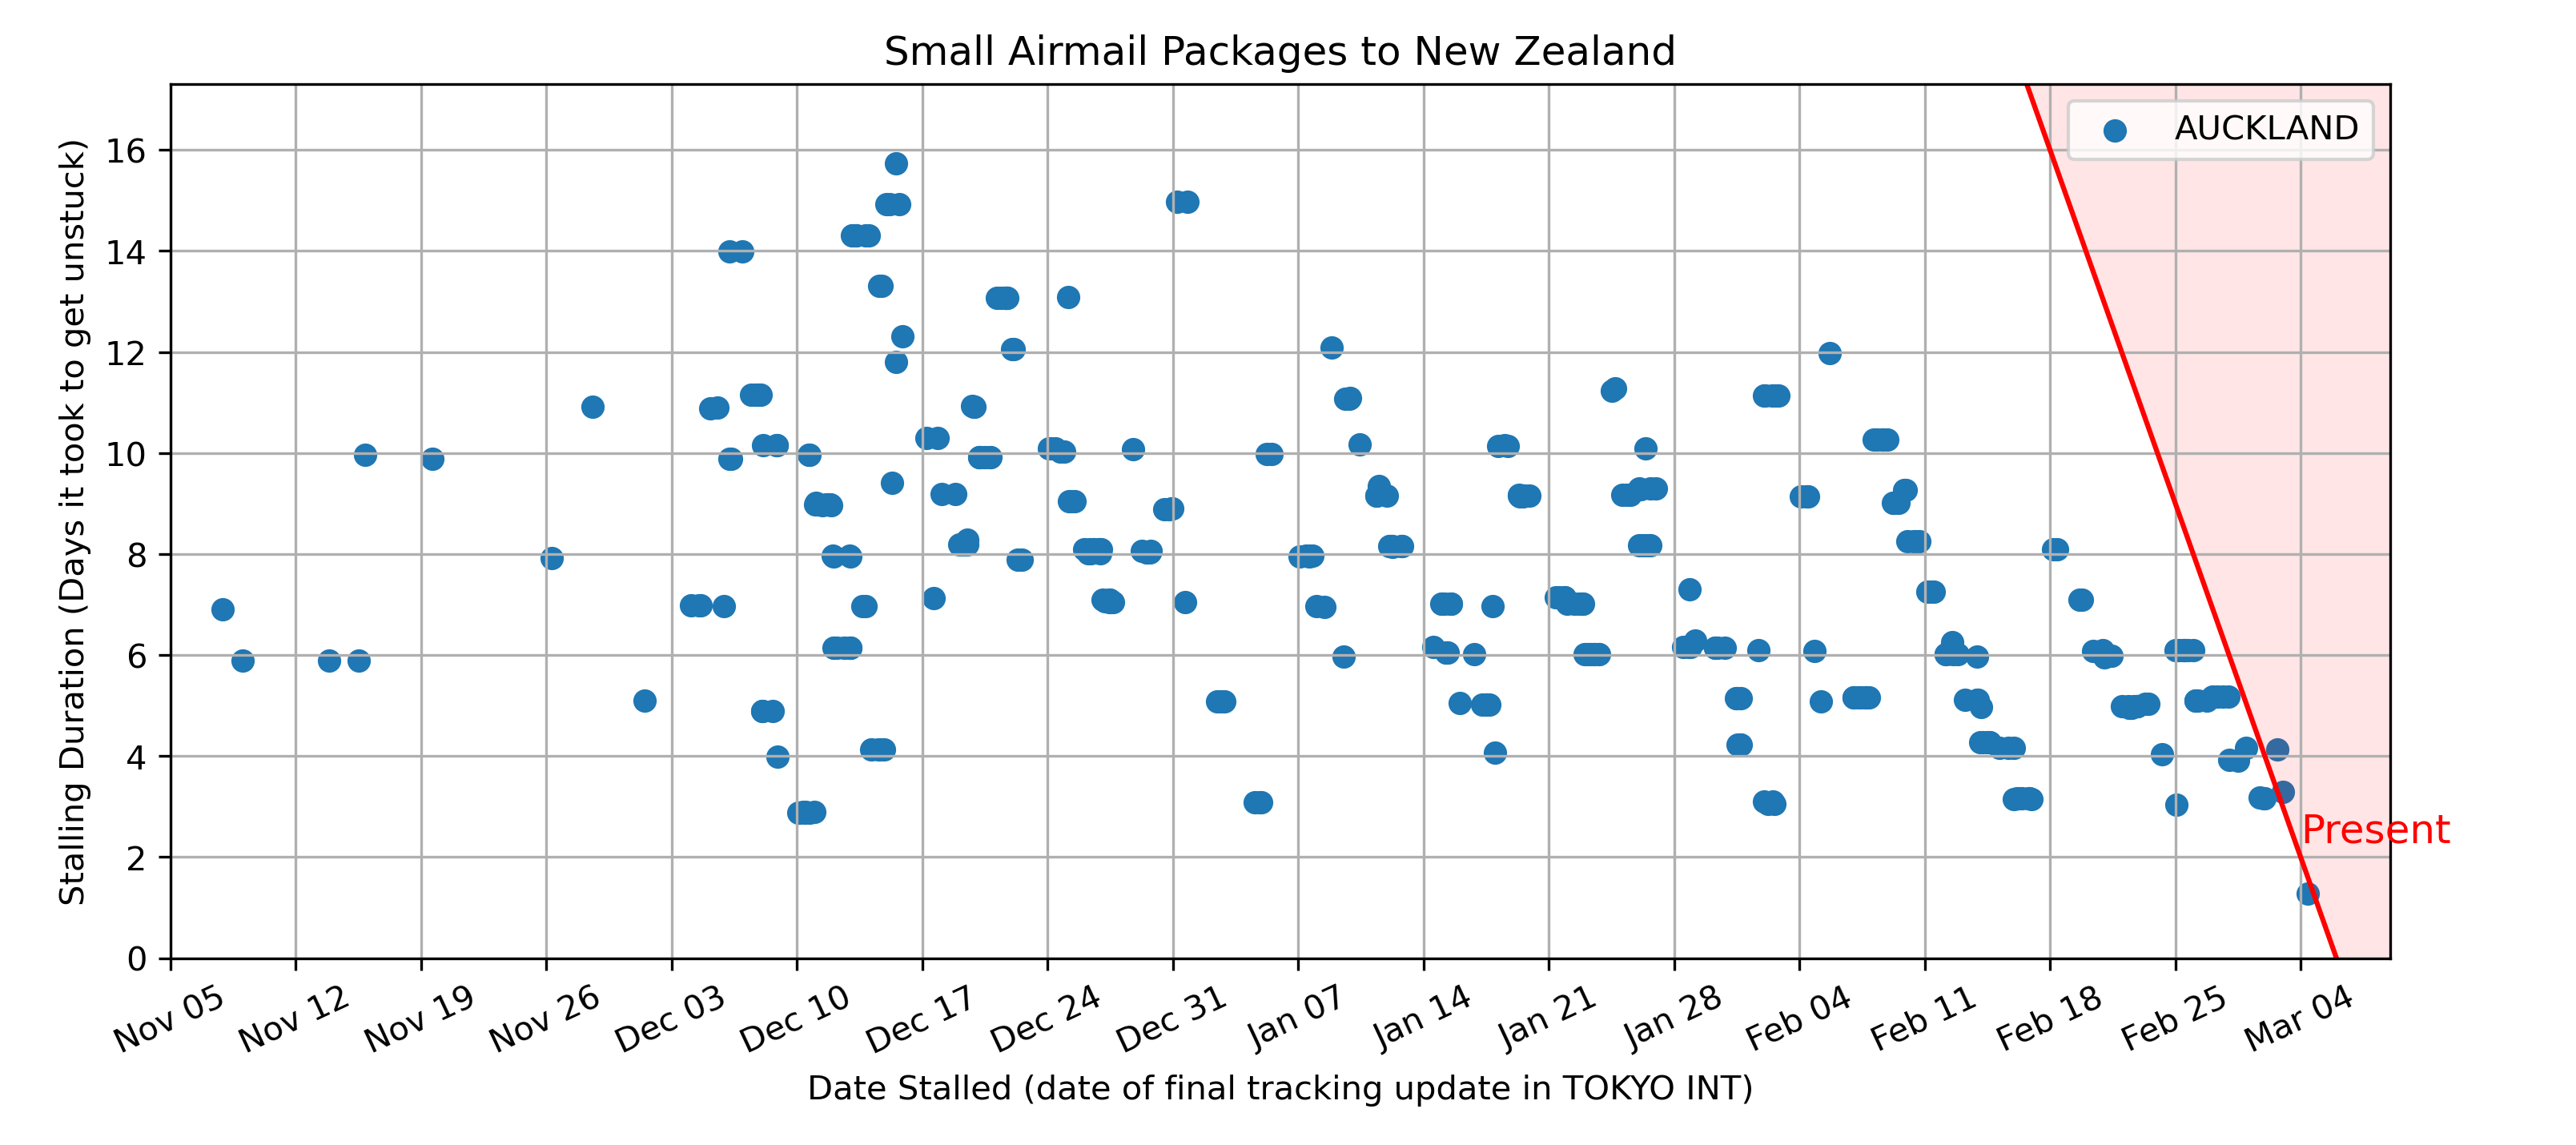 Small Airmail Packages to New Zealand
AUCKLAND
Stalling Duration (Days it took to get unstuck)
16
14
12
10
8
6
4
2
0
Present
Nov 05
Nov 12
Nov 19
Nov 26
Dec 03
Dec 10
Dec 17
Dec 24
Dec 31
Jan 07
Jan 14
Jan 21
Jan 28
Feb 04
Feb 11
Feb 18
Feb 25
Mar 04
Date Stalled (date of final tracking update in TOKYO INT)